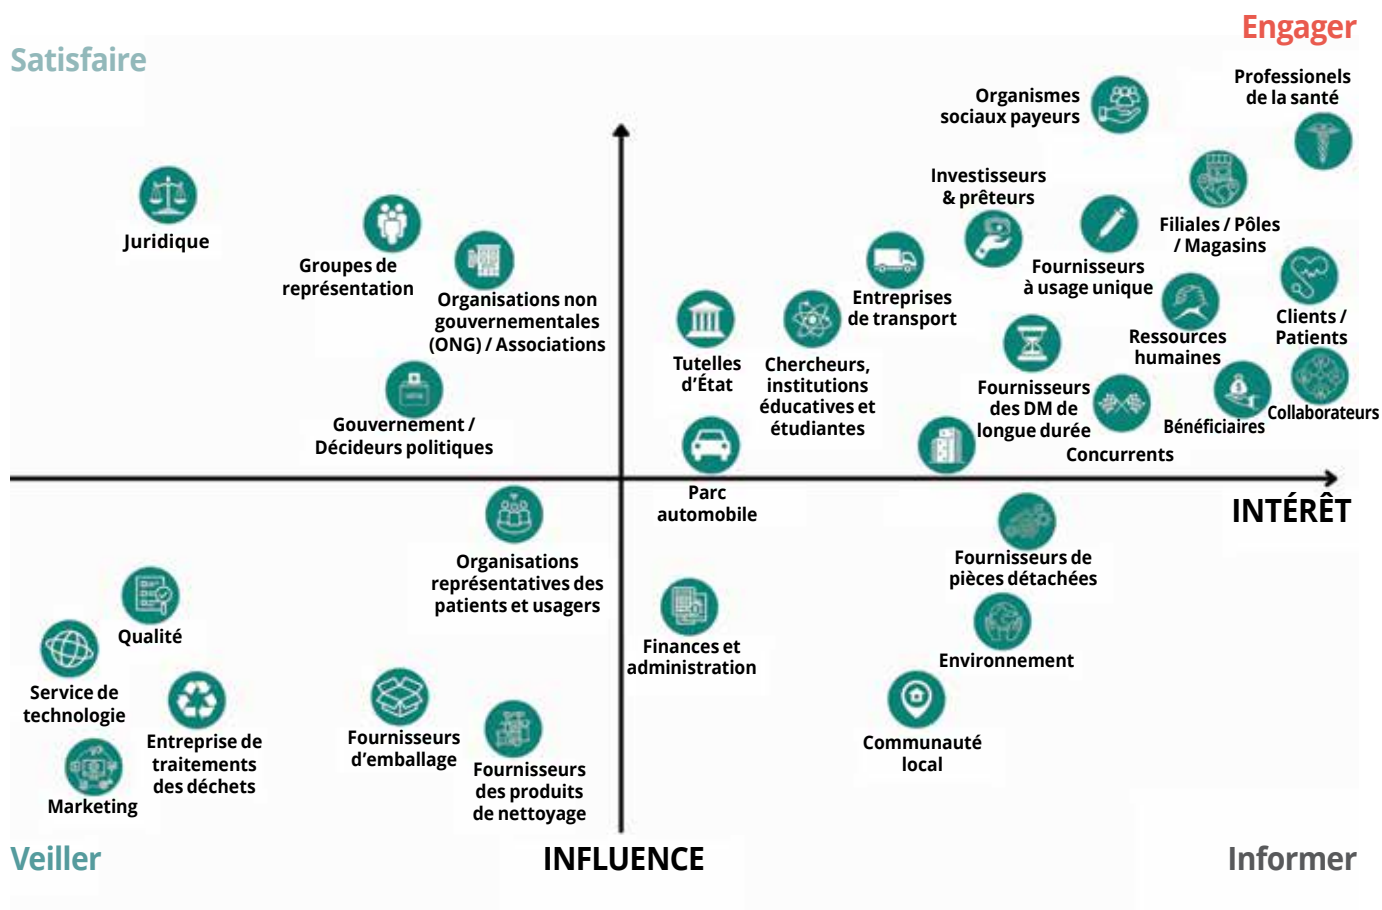 Engager
Satisfaire
Professionels
de la santé
Organismes
sociaux payeurs
Investisseurs
& prêteurs
Juridique
Filiales / Pôles
/ Magasins
Groupes de
représentation
Fournisseurs
à usage unique
Organisations non
gouvernementales
(ONG) / Associations
Entreprises
de transport
Clients /
Patients
Ressources
humaines
Tutelles
d’État
Chercheurs,
institutions
éducatives et
étudiantes
Fournisseurs
des DM de
longue durée
Collaborateurs
Bénéficiaires
Gouvernement /
Décideurs politiques
Concurrents
Parc
automobile
INTÉRÊT
Organisations
représentatives des
patients et usagers
Fournisseurs de
pièces détachées
Qualité
Finances et
administration
Environnement
Service de
technologie
Entreprise de
traitements
des déchets
Fournisseurs
d’emballage
Communauté
local
Fournisseurs
des produits
de nettoyage
Marketing
Veiller
INFLUENCE
Informer